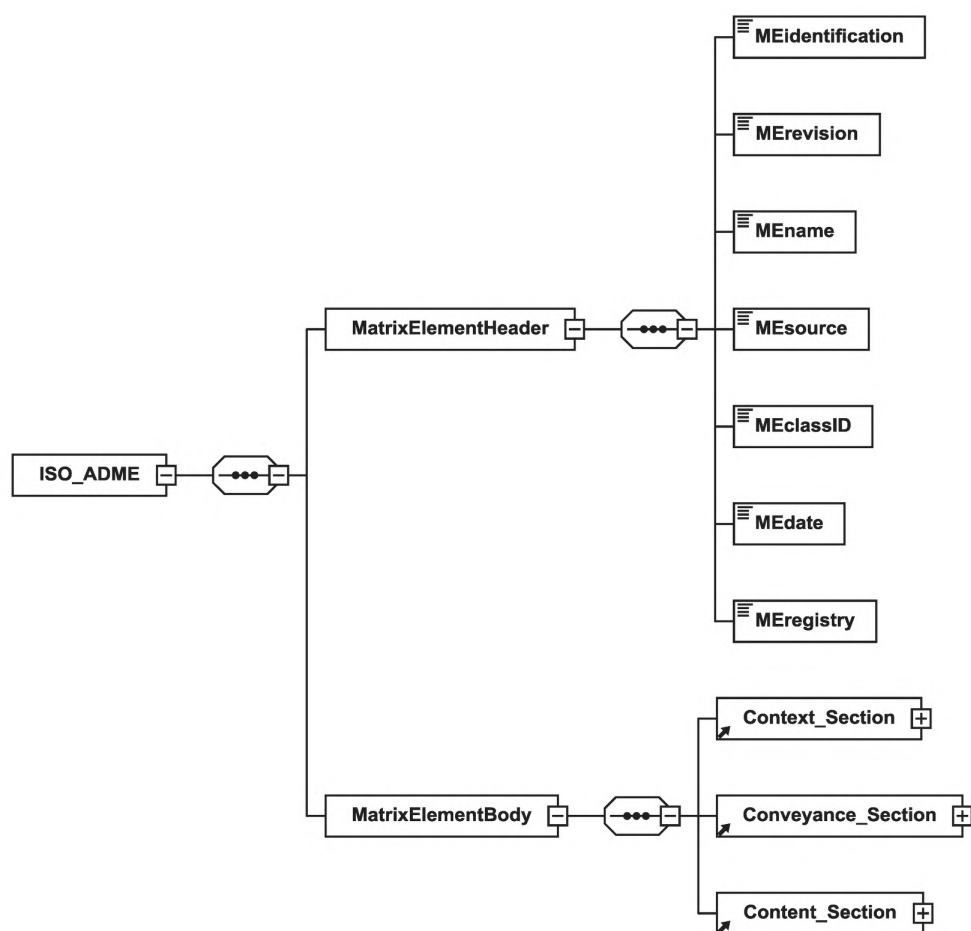 MEidentification
MErevision
MEname
MatrixElementHeader
MEsource
MEclassID
ISO_ADME
MEdate
MEregistry
Context_Section
MatrixElementBody
Conveyance_Section
Content_Section